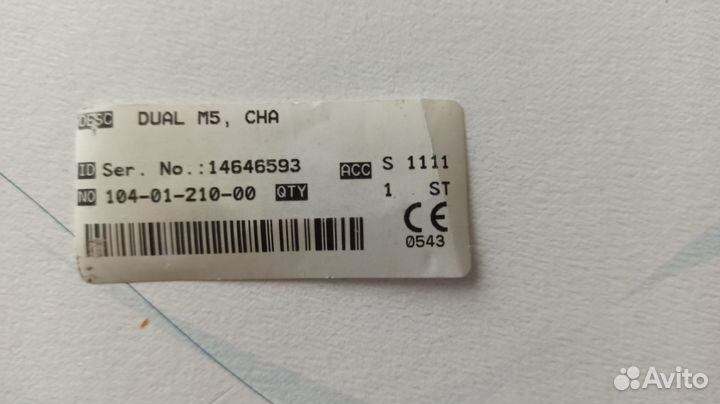 DESC DUAL M5, CHA
ID Ser. No.:14646593 ACC S 1111
NO 104-01-210-00 QTY 1 ST
CE
0543
Avito